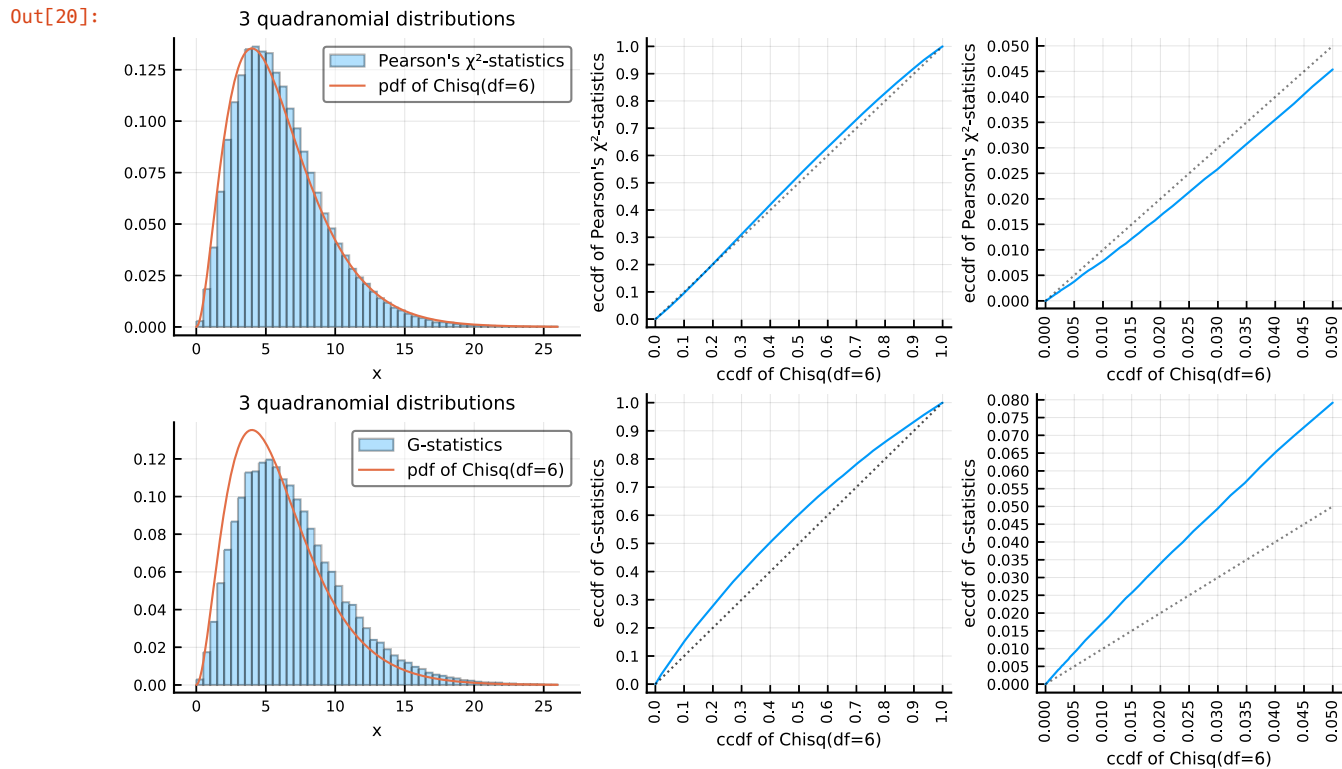 Out[20]:
3 quadranomial distributions
Pearson's χ²-statistics
pdf of Chisq(df=6)
0.125
0.100
0.075
0.050
0.025
0.000
0 5 10 15 20 25
x
eccdf of Pearson's χ²-statistics
1.0
0.9
0.8
0.7
0.6
0.5
0.4
0.3
0.2
0.1
0.0
0.0 0.1 0.2 0.3 0.4 0.5 0.6 0.7 0.8 0.9 1.0
ccdf of Chisq(df=6)
eccdf of Pearson's χ²-statistics
0.050
0.045
0.040
0.035
0.030
0.025
0.020
0.015
0.010
0.005
0.000
0.000 0.005 0.010 0.015 0.020 0.025 0.030 0.035 0.040 0.045 0.050
ccdf of Chisq(df=6)
3 quadranomial distributions
G-statistics
pdf of Chisq(df=6)
0.12
0.10
0.08
0.06
0.04
0.02
0.00
0 5 10 15 20 25
x
eccdf of G-statistics
1.0
0.9
0.8
0.7
0.6
0.5
0.4
0.3
0.2
0.1
0.0
0.0 0.1 0.2 0.3 0.4 0.5 0.6 0.7 0.8 0.9 1.0
ccdf of Chisq(df=6)
eccdf of G-statistics
0.080
0.075
0.070
0.065
0.060
0.055
0.050
0.045
0.040
0.035
0.030
0.025
0.020
0.015
0.010
0.005
0.000
0.000 0.005 0.010 0.015 0.020 0.025 0.030 0.035 0.040 0.045 0.050
ccdf of Chisq(df=6)